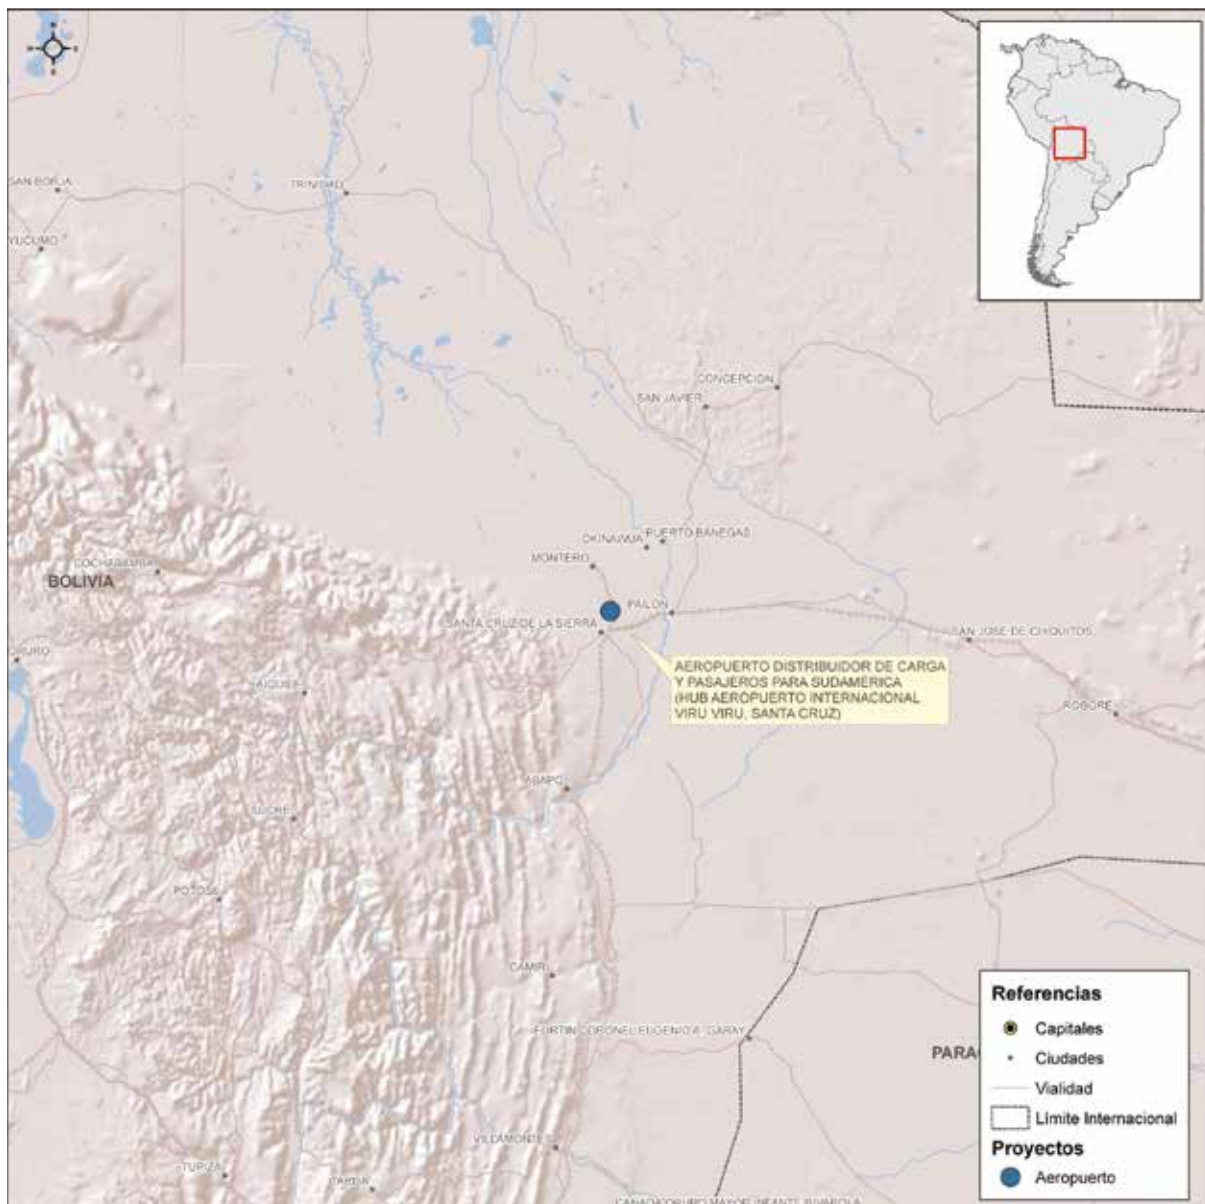 SAN BORJA
TRINIDAD
YUCUMO
CONCEPCION
SAN JAVIER
PUERTO BANEGAS
OKINAWA
MONTERO
COCHABAMBA
BOLIVIA
PAILON
SANTA CRUZ DE LA SIERRA
SAN JOSE DE CHIQUITOS
ORURO
AEROPUERTO DISTRIBUIDOR DE CARGA
Y PASAJEROS PARA SUDAMÉRICA
(HUB AEROPUERTO INTERNACIONAL
VIRU VIRU, SANTA CRUZ)
AIQUILE
ROBORE
ABAPO
SUCRE
POTOSI
CAMIRI
FORTIN CORONEL EUGENIO A. GARAY
PARAG
VILLAMONTES
TUPIZA
TARIJA
Referencias
Capitales
Ciudades
Vialidad
Límite Internacional
Proyectos
Aeropuerto